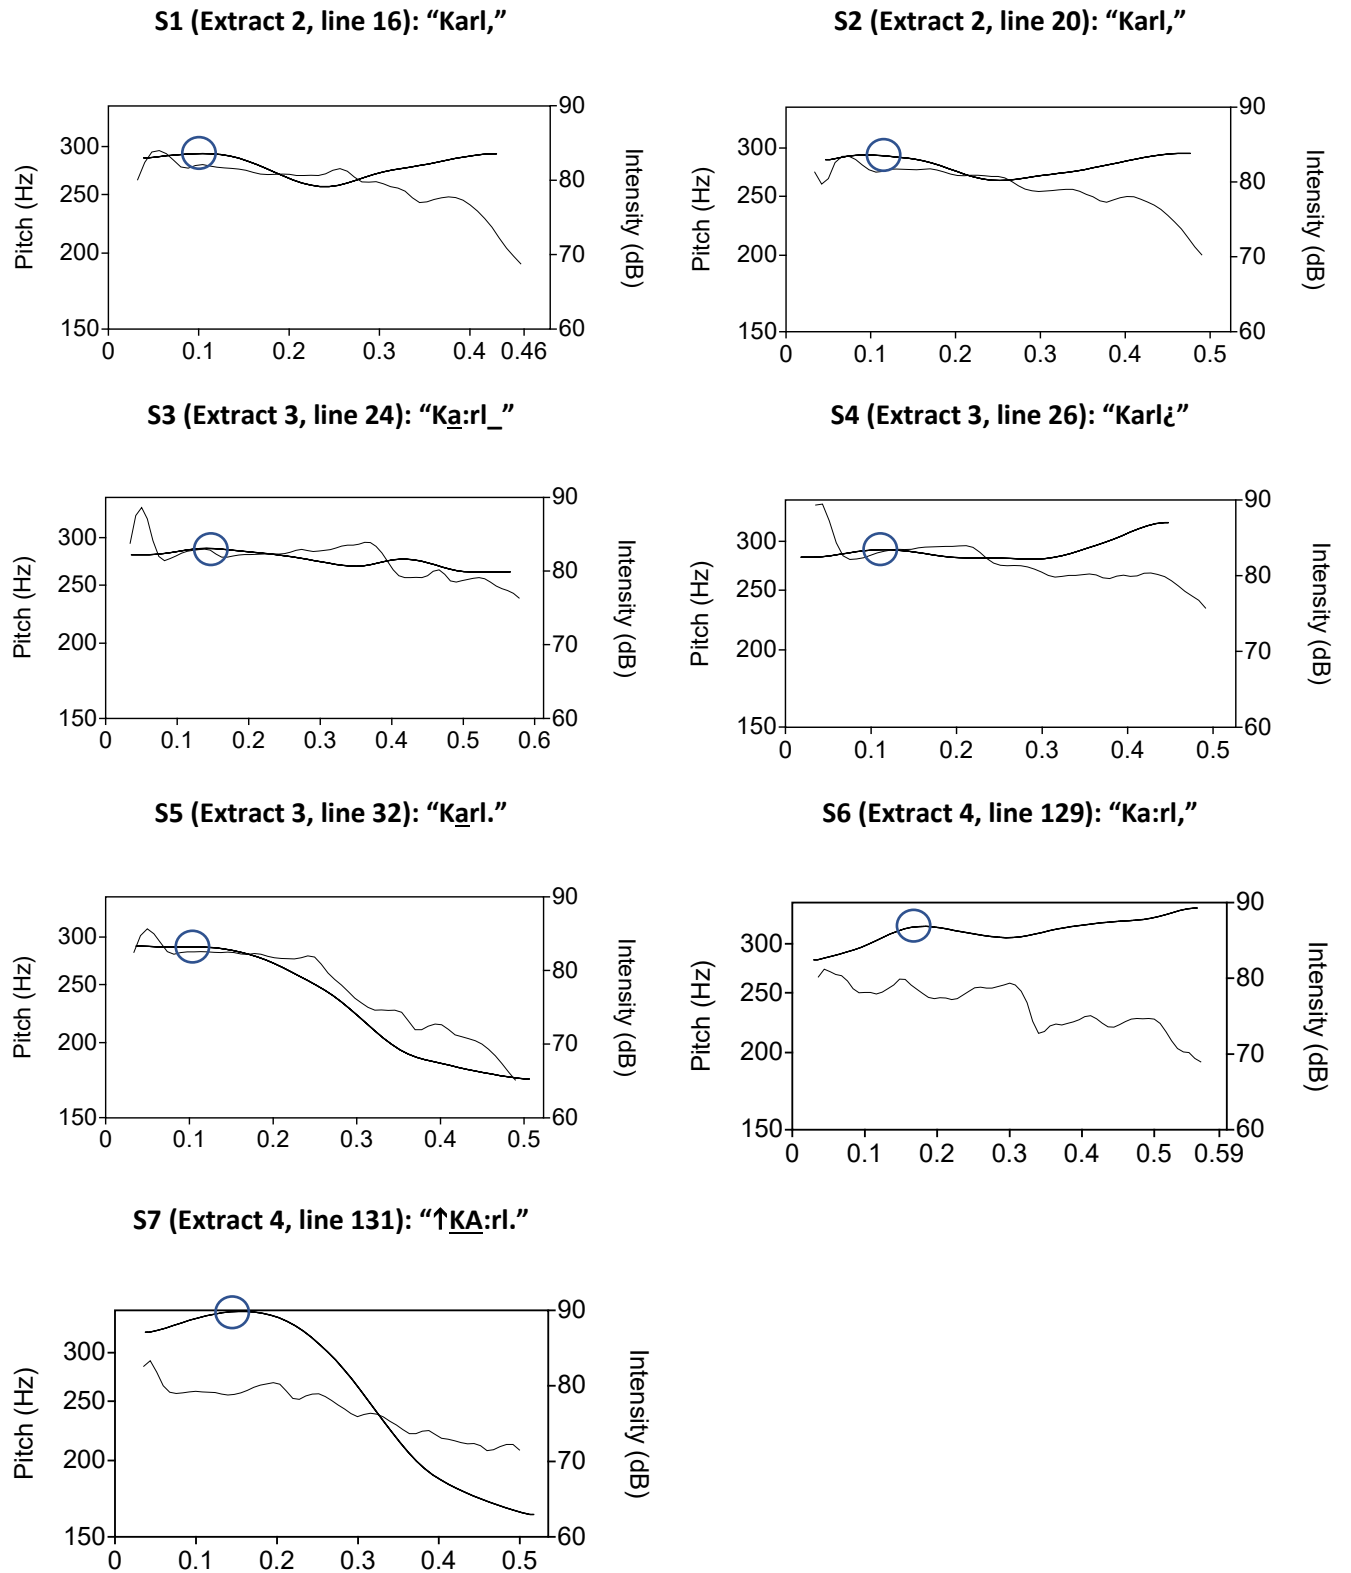 S1 (Extract 2, line 16): “Karl,”
90
300
80
250
Pitch (Hz)
Intensity (dB)
200
70
150
60
0 0.1 0.2 0.3 0.4 0.46
S2 (Extract 2, line 20): “Karl,”
90
300
80
250
Pitch (Hz)
Intensity (dB)
200
70
150
60
0 0.1 0.2 0.3 0.4 0.5
S3 (Extract 3, line 24): “Ka:rl_”
90
300
80
250
Pitch (Hz)
Intensity (dB)
200
70
150
60
0 0.1 0.2 0.3 0.4 0.5 0.6
S4 (Extract 3, line 26): “Karl¿”
90
300
80
250
Pitch (Hz)
Intensity (dB)
200
70
150
60
0 0.1 0.2 0.3 0.4 0.5
S5 (Extract 3, line 32): “Karl.”
90
300
80
250
Pitch (Hz)
Intensity (dB)
200
70
150
60
0 0.1 0.2 0.3 0.4 0.5
S6 (Extract 4, line 129): “Ka:rl,”
90
300
80
250
Pitch (Hz)
Intensity (dB)
200
70
150
60
0 0.1 0.2 0.3 0.4 0.5 0.59
S7 (Extract 4, line 131): “↑KA:rl.”
90
300
80
250
Pitch (Hz)
Intensity (dB)
200
70
150
60
0 0.1 0.2 0.3 0.4 0.5